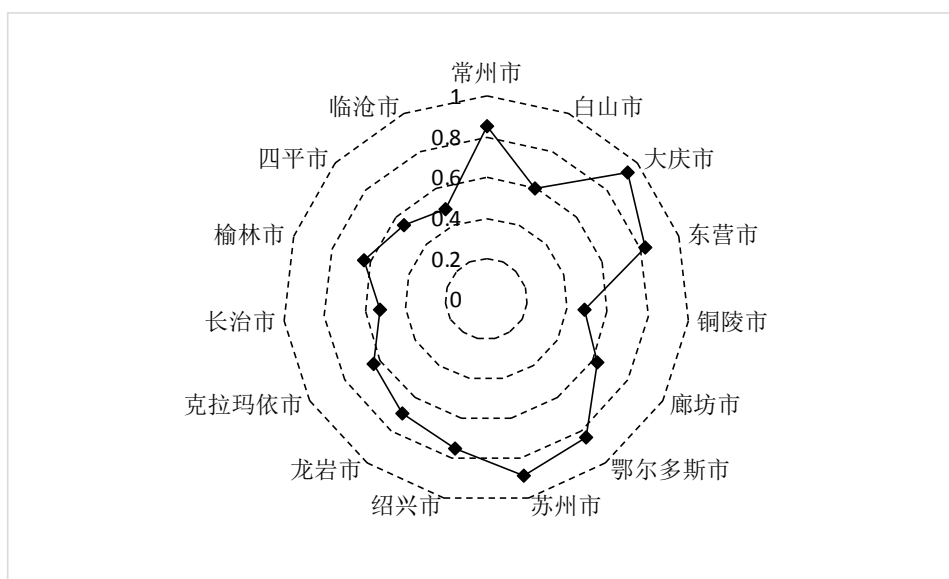 常州市
1
临沧市
白山市
0.8
四平市
大庆市
0.6
0.4
榆林市
东营市
0.2
0
长治市
铜陵市
克拉玛依市
廊坊市
龙岩市
鄂尔多斯市
绍兴市
苏州市